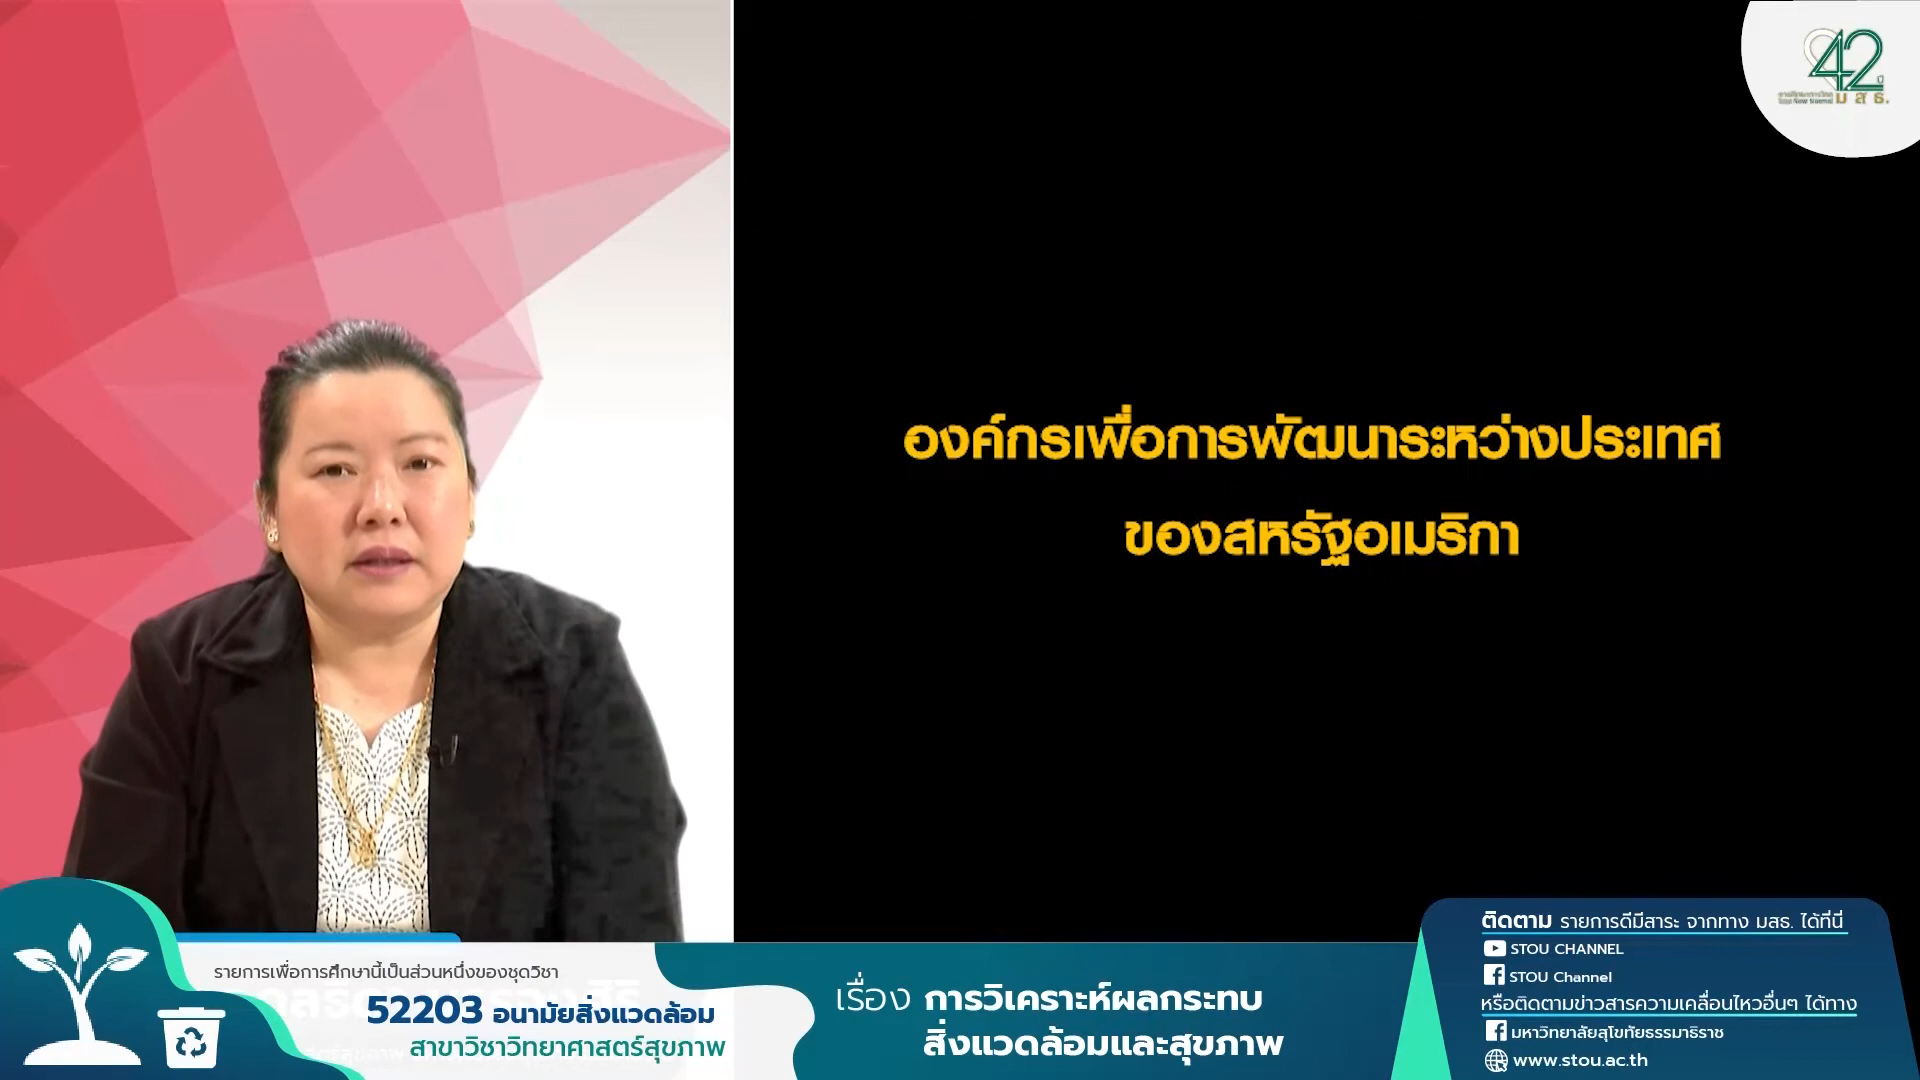 42
ปี
มสธ.
องค์กรเพื่อการพัฒนาระหว่างประเทศ
ของสหรัฐอเมริกา
รายการเพื่อการศึกษานี้เป็นส่วนหนึ่งของชุดวิชา
52203 อนามัยสิ่งแวดล้อม
สาขาวิชาวิทยาศาสตร์สุขภาพ
เรื่อง การวิเคราะห์ผลกระทบ
สิ่งแวดล้อมและสุขภาพ
ติดตาม รายการดีมีสาระ จากทาง มสธ. ได้ที่นี่
STOU CHANNEL
STOU Channel
หรือติดตามข่าวสารความเคลื่อนไหวอื่นๆ ได้ทาง
มหาวิทยาลัยสุโขทัยธรรมาธิราช
www.stou.ac.th